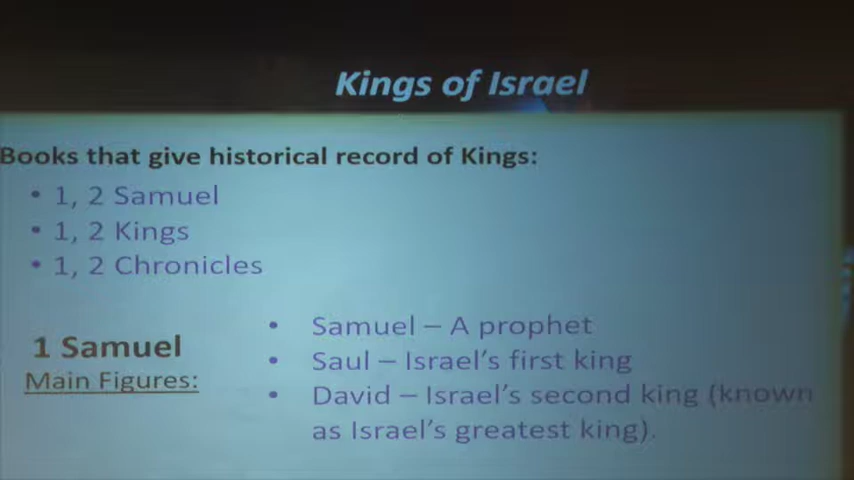 Kings of Israel
Books that give historical record of Kings:
• 1, 2 Samuel
• 1, 2 Kings
• 1, 2 Chronicles
1 Samuel
Main Figures:
• Samuel – A prophet
• Saul – Israel's first king
• David – Israel's second king (known
as Israel's greatest king).